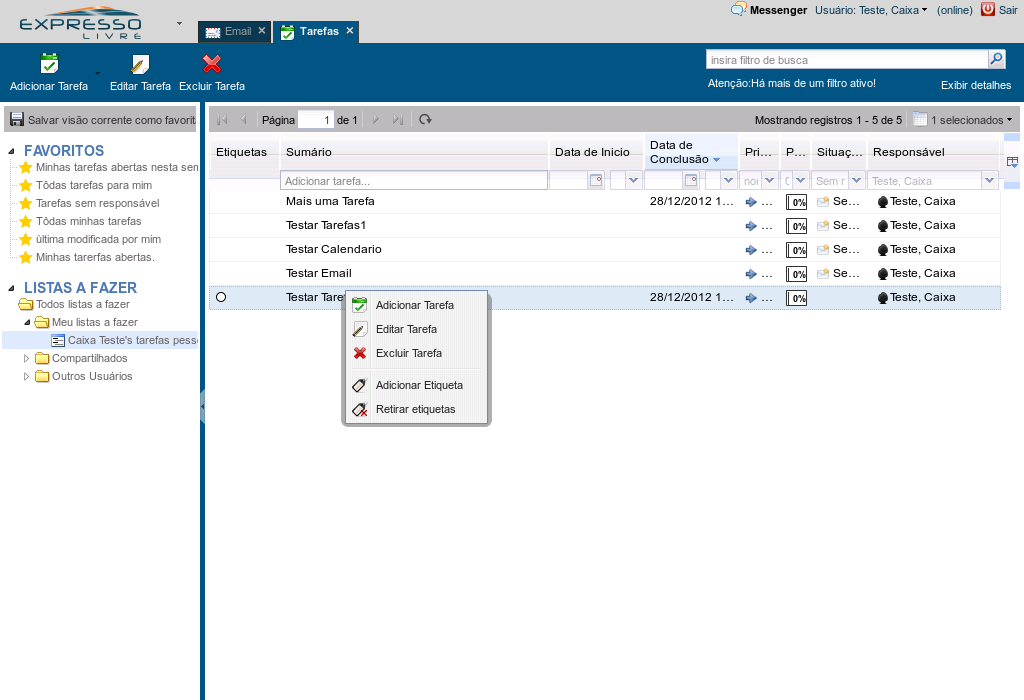 EXPRESSO
LIVRE
Email
Tarefas
Messenger
Usuário: Teste, Caixa
(online)
Sair
Adicionar Tarefa
Editar Tarefa
Excluir Tarefa
insira filtro de busca
Atenção:Há mais de um filtro ativo!
Exibir detalhes
Salvar visão corrente como favorit
Página 1 de 1
Mostrando registros 1 - 5 de 5
1 selecionados
FAVORITOS
Minhas tarefas abertas nesta sen
Tôdas tarefas para mim
Tarefas sem responsável
Tôdas minhas tarefas
última modificada por mim
Minhas tarerfas abertas.
LISTAS A FAZER
Todos listas a fazer
Meu listas a fazer
Caixa Teste's tarefas pess
Compartilhados
Outros Usuários
Etiquetas Sumário Data de Inicio Data de Conclusão Pri... P... Situaç... Responsável
Adicionar tarefa... Sem r Teste, Caixa
Mais uma Tarefa 28/12/2012 1... ... 0% Se... Teste, Caixa
Testar Tarefas1 ... 0% Se... Teste, Caixa
Testar Calendario ... 0% Se... Teste, Caixa
Testar Email ... 0% Se... Teste, Caixa
Testar Taref 28/12/2012 1... ... 0% Teste, Caixa
Adicionar Tarefa
Editar Tarefa
Excluir Tarefa
Adicionar Etiqueta
Retirar etiquetas